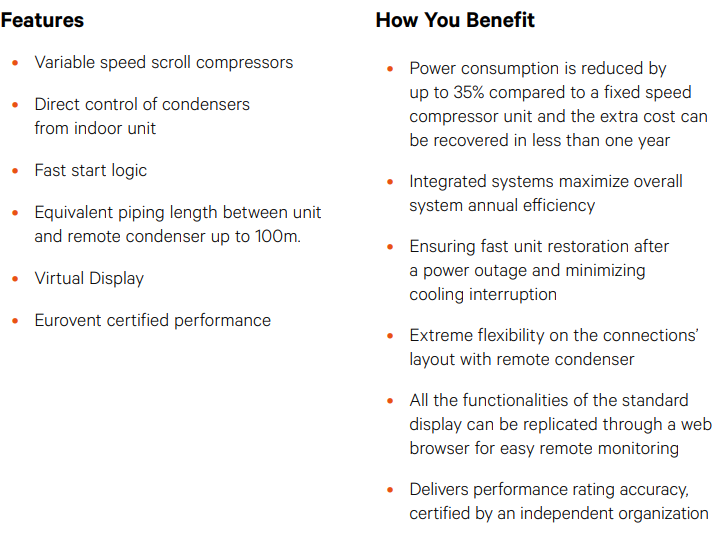 Features
• Variable speed scroll compressors
• Direct control of condensers
from indoor unit
• Fast start logic
• Equivalent piping length between unit
and remote condenser up to 100m.
• Virtual Display
• Eurovent certified performance
How You Benefit
• Power consumption is reduced by
up to 35% compared to a fixed speed
compressor unit and the extra cost can
be recovered in less than one year
• Integrated systems maximize overall
system annual efficiency
• Ensuring fast unit restoration after
a power outage and minimizing
cooling interruption
• Extreme flexibility on the connections’
layout with remote condenser
• All the functionalities of the standard
display can be replicated through a web
browser for easy remote monitoring
• Delivers performance rating accuracy,
certified by an independent organization